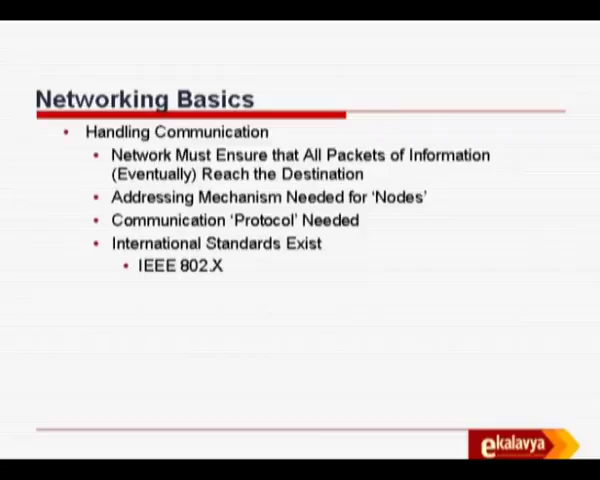 Networking Basics
Handling Communication
Network Must Ensure that All Packets of Information
(Eventually) Reach the Destination
Addressing Mechanism Needed for 'Nodes'
Communication 'Protocol' Needed
International Standards Exist
IEEE 802.X
ekalavya